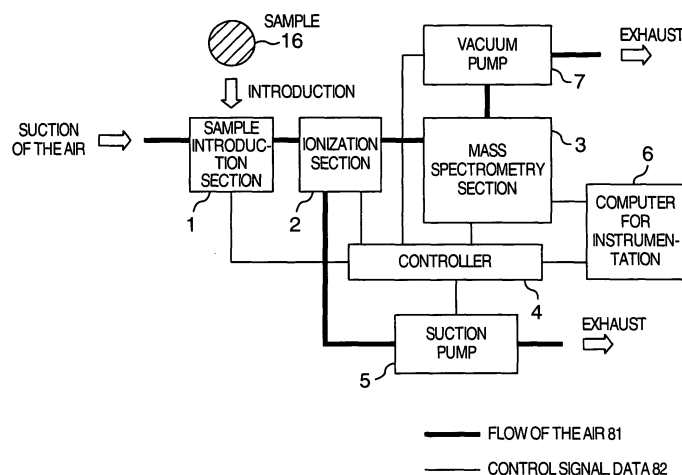 SAMPLE
16
INTRODUCTION
SUCTION
OF THE AIR
SAMPLE
INTRODUC-
TION
SECTION
1
IONIZATION
SECTION
2
VACUUM
PUMP
7
EXHAUST
MASS
SPECTROMETRY
SECTION
3
COMPUTER
FOR
INSTRUMEN-
TATION
6
CONTROLLER
4
SUCTION
PUMP
5
EXHAUST
FLOW OF THE AIR 81
CONTROL SIGNAL, DATA 82